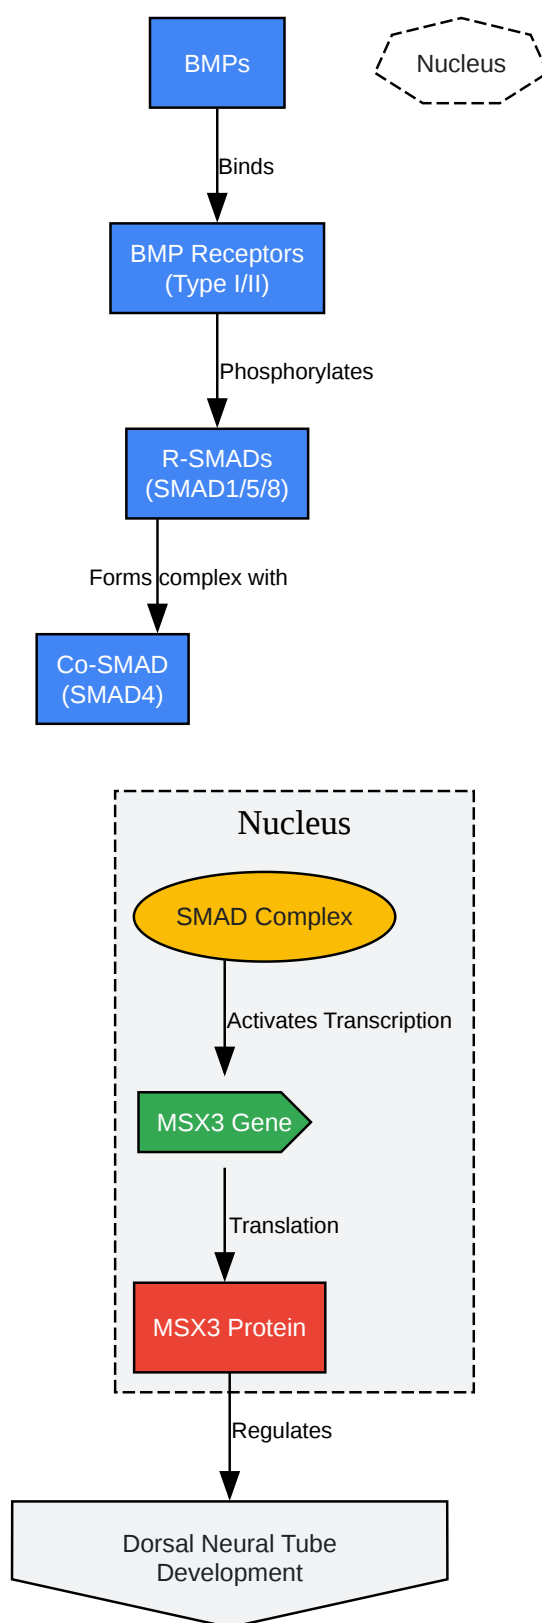 BMPs
Nucleus
Binds
BMP Receptors
(Type I/II)
Phosphorylates
R-SMADs
(SMAD1/5/8)
Forms complex with
Co-SMAD
(SMAD4)
Nucleus
SMAD Complex
Activates Transcription
MSX3 Gene
Translation
MSX3 Protein
Regulates
Dorsal Neural Tube
Development